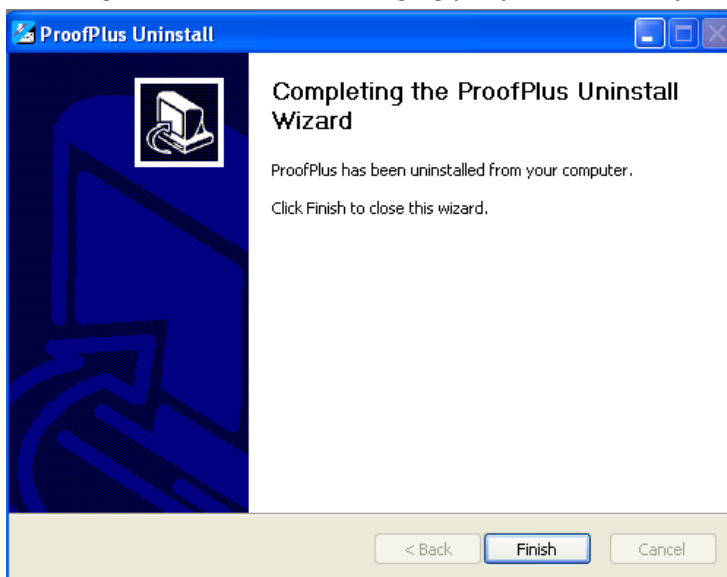 ProofPlus Uninstall
Completing the ProofPlus Uninstall
Wizard
ProofPlus has been uninstalled from your computer.
Click Finish to close this wizard.
< Back
Finish
Cancel